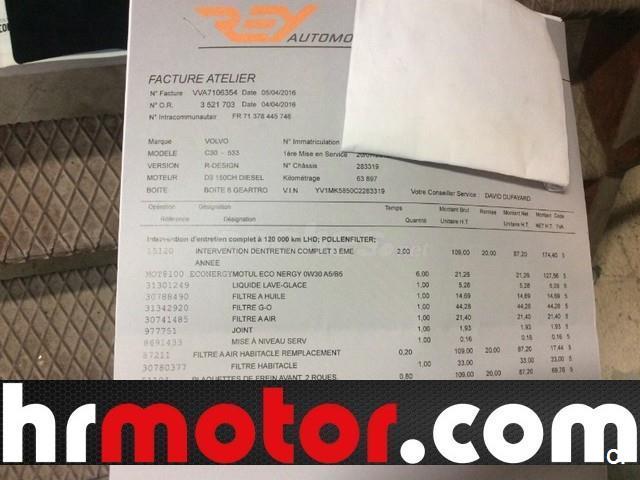 REY
AUTOMO
FACTURE ATELIER
N° Facture VVA7106354 Date 05/04/2016
N° O.R. 3 521 703 Date 04/04/2016
N° Intracommunautair FR 71 378 445 746
Marque VOLVO N° Immatriculation
MODELE C30 - 533 1ère Mise en Service
VERSION R-DESIGN N° Châssis 283319
MOTEUR D3 150CH DIESEL Kilométrage 63 897
BOITE BOITE 6 GEARTRO V.I.N YV1MK5850C2283319 Votre Conseiller Service : DAVID DUFAYARD
Opération Désignation Temps Montant Brut Remise Montant Net Montant Code
Référence Désignation Quantité Unitaire H.T. Unitaire H.T. NET H.T. TVA
Intervention d'entretien complet à 120 000 km LHD; POLLENFILTER;
15120 INTERVENTION DENTRETIEN COMPLET 3 EME 2,00 109,00 20,00 87,20 174,40 5
ANNEE
MOT8100 ECONERGYMOTUL ECO NERGY 0W30 A5/B5 6,00 21,26 21,26 127,56 5
31301249 LIQUIDE LAVE-GLACE 1,00 5,28 5,28
30788490 FILTRE A HUILE 1,00 14,69 14,69 14,69 5
31342920 FILTRE G-O 1,00 44,28 44,28 44,28 5
30741485 FILTRE A AIR 1,00 21,40 21,40 21,40 5
977751 JOINT 1,00 1,93 1,93 1,93 5
8691433 MISE À NIVEAU SERV 1,00 0,16 0,16 0,16 5
87211 FILTRE A AIR HABITACLE REMPLACEMENT 0,20 109,00 20,00 87,20 17,44 5
30780377 FILTRE HABITACLE 1,00 33,00 33,00 33,00 5
PLAQUETTES DE FREIN AVANT, 2 ROUES, 0,80 109,00 20,00 87,20 69,76 5
hrmotor.com